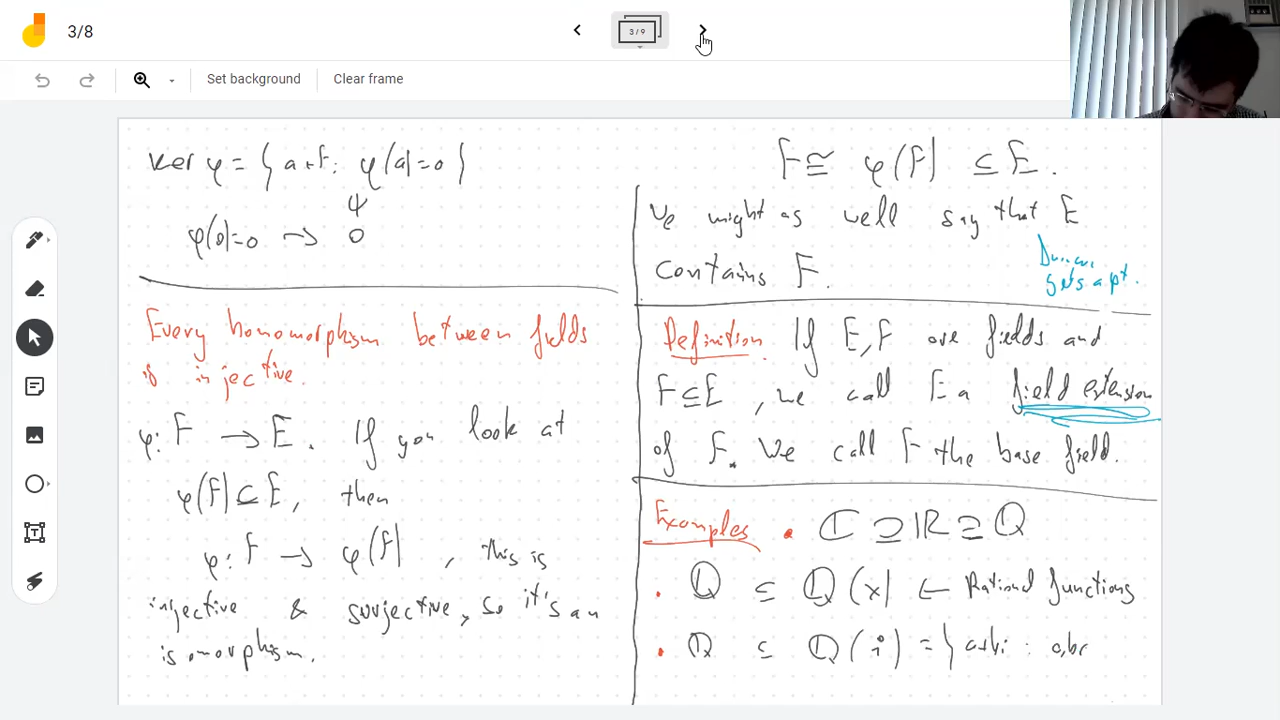 3/8
3/9
Set background
Clear frame
ker φ = { a ∈ F : φ(a) = 0 }
φ(0)=0 → 0
Every homomorphism between fields
is injective.
φ: F → E. If you look at
φ(F) ⊆ E, then
φ: F → φ(F), this is
injective & surjective, so it's an
isomorphism.
F ≅ φ(F) ⊆ E.
We might as well say that E
contains F.
gets a pt.
Definition. If E, F are fields and
F ⊆ E, we call E a field extension
of F. We call F the base field.
Examples • ℂ ⊇ ℝ ⊇ ℚ
• ℚ ⊆ ℚ(x) ← Rational functions
• ℚ ⊆ ℚ(i) = { a+bi : a,b∈